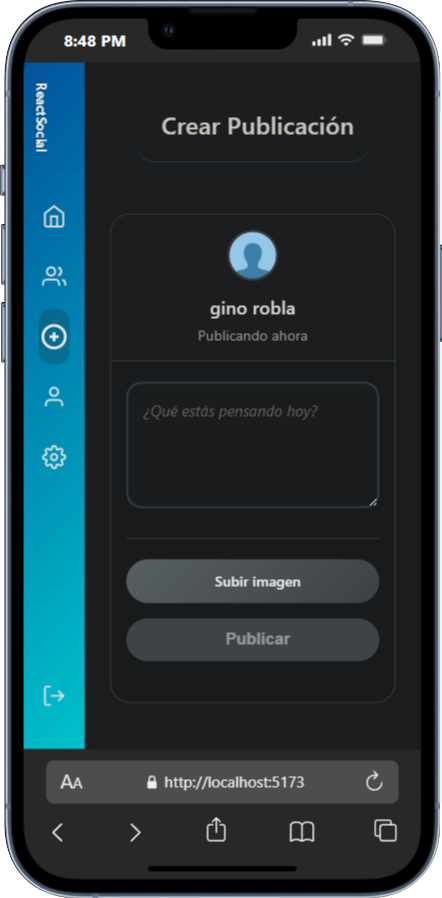 8:48 PM
ReactSocial
Crear Publicación
gino robla
Publicando ahora
¿Qué estás pensando hoy?
Subir imagen
Publicar
AA
http://localhost:5173